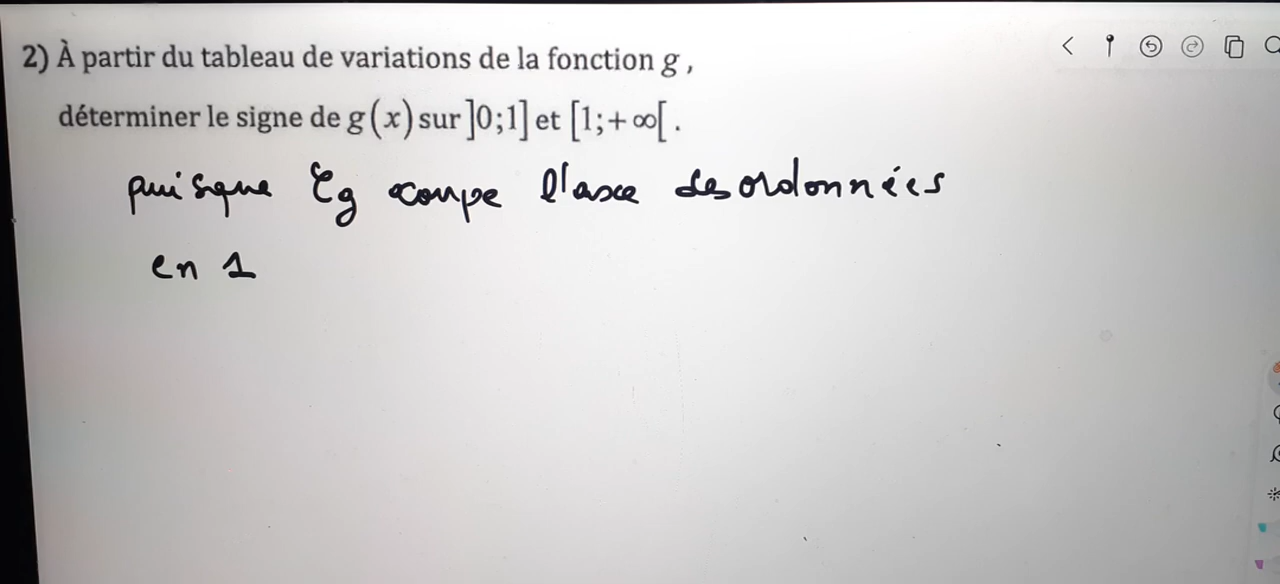 2) À partir du tableau de variations de la fonction g ,
déterminer le signe de g(x) sur ]0;1] et [1;+∞[ .
puisque Cg coupe l'axe des ordonnées
en 1